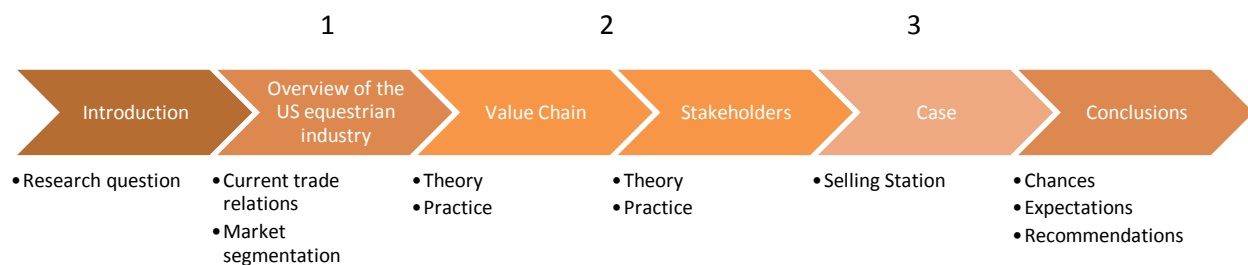 1
2
3
Introduction
Overview of the
US equestrian
industry
Value Chain
Stakeholders
Case
Conclusions
•Research question
•Current trade
relations
•Market
segmentation
•Theory
•Practice
•Theory
•Practice
•Selling Station
•Chances
•Expectations
•Recommendations